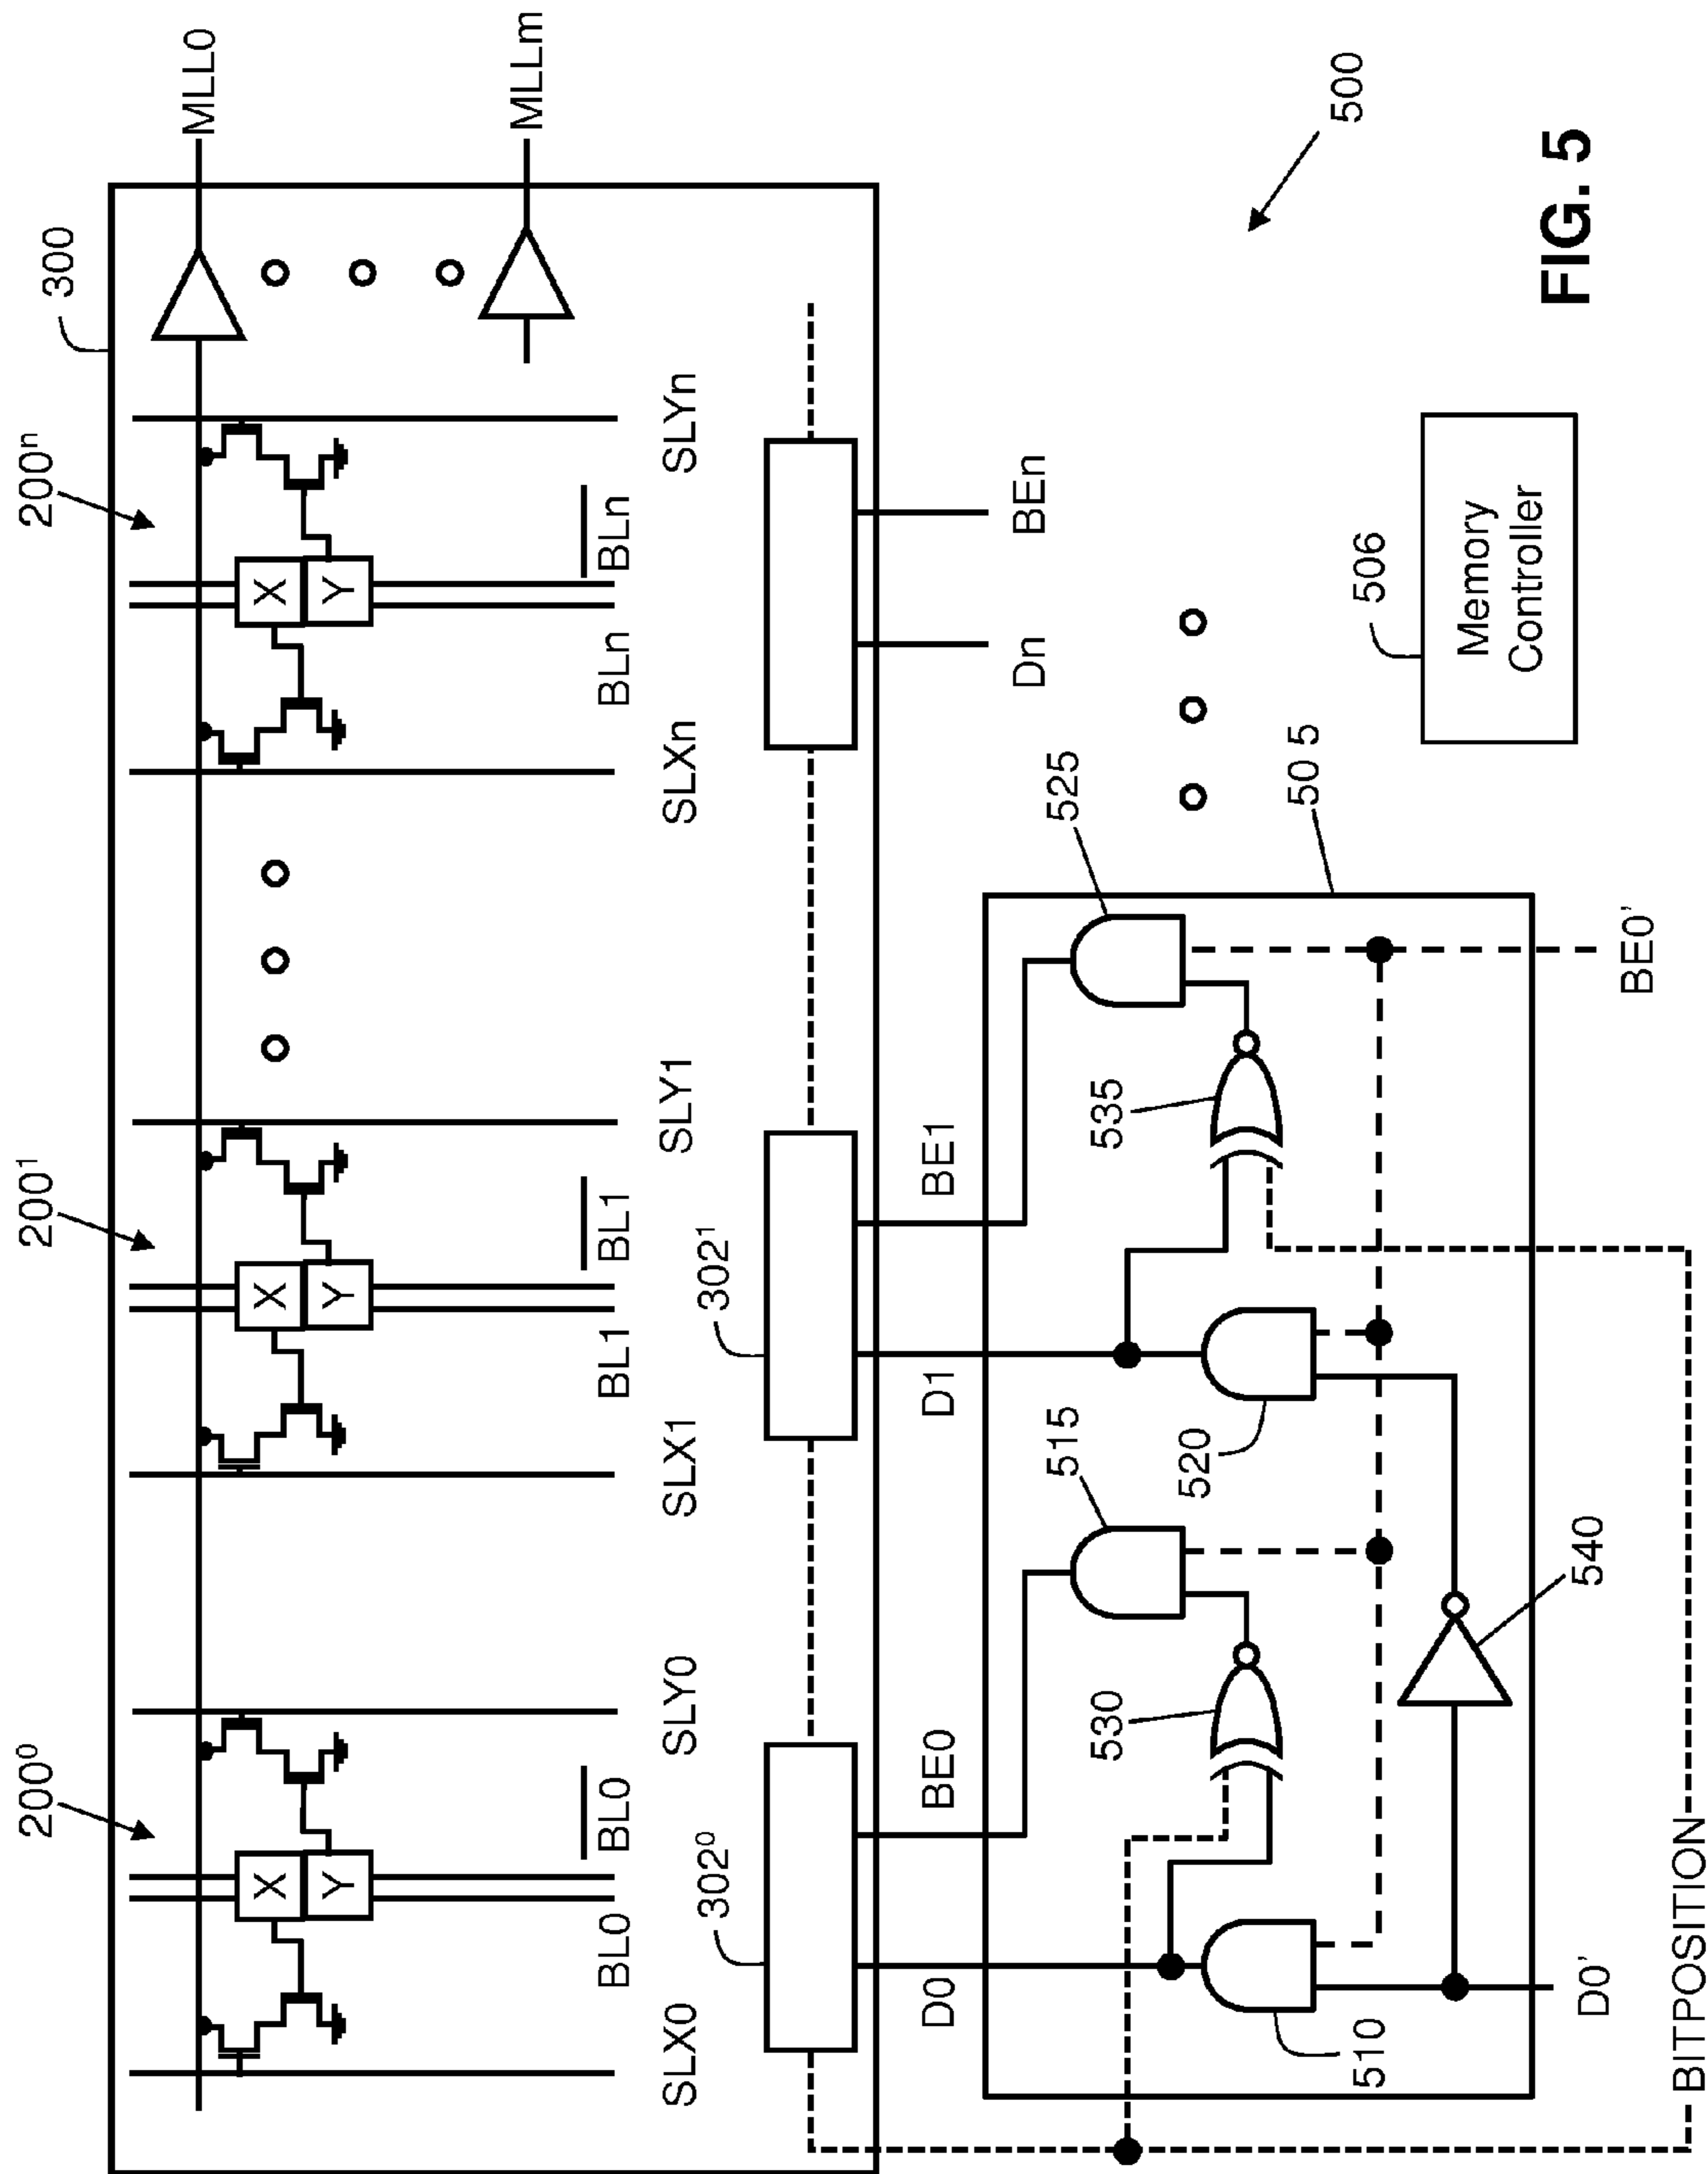 300
200⁰
200¹
200ⁿ
MLL0
MLLm
X
Y
X
Y
X
Y
BL0
BL0
BL1
BL1
BLn
BLn
SLX0
SLY0
SLX1
SLY1
SLXn
SLYn
302⁰
302¹
D0
BE0
D1
BE1
Dn
BEn
515
525
530
535
510
520
540
50 5
506
Memory
Controller
D0'
BE0'
BITPOSITION
500
FIG. 5